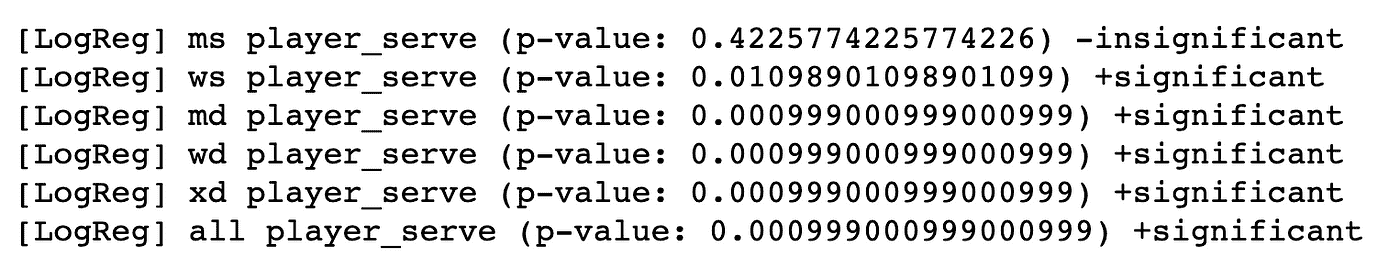 [LogReg] ms player_serve (p-value: 0.4225774225774226) -insignificant
[LogReg] ws player_serve (p-value: 0.01098901098901099) +significant
[LogReg] md player_serve (p-value: 0.000999000999000999) +significant
[LogReg] wd player_serve (p-value: 0.000999000999000999) +significant
[LogReg] xd player_serve (p-value: 0.000999000999000999) +significant
[LogReg] all player_serve (p-value: 0.000999000999000999) +significant